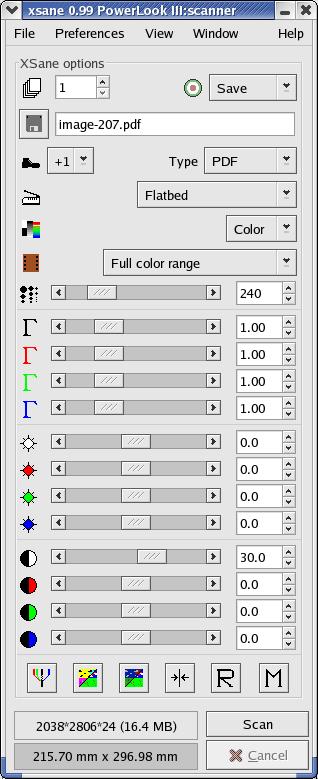 xsane 0.99 PowerLook III:scanner
File Preferences View Window Help
XSane options
1 Save
image-207.pdf
+1 Type PDF
Flatbed
Color
Full color range
240
1.00
1.00
1.00
1.00
0.0
0.0
0.0
0.0
30.0
0.0
0.0
0.0
R M
2038*2806*24 (16.4 MB) Scan
215.70 mm x 296.98 mm Cancel